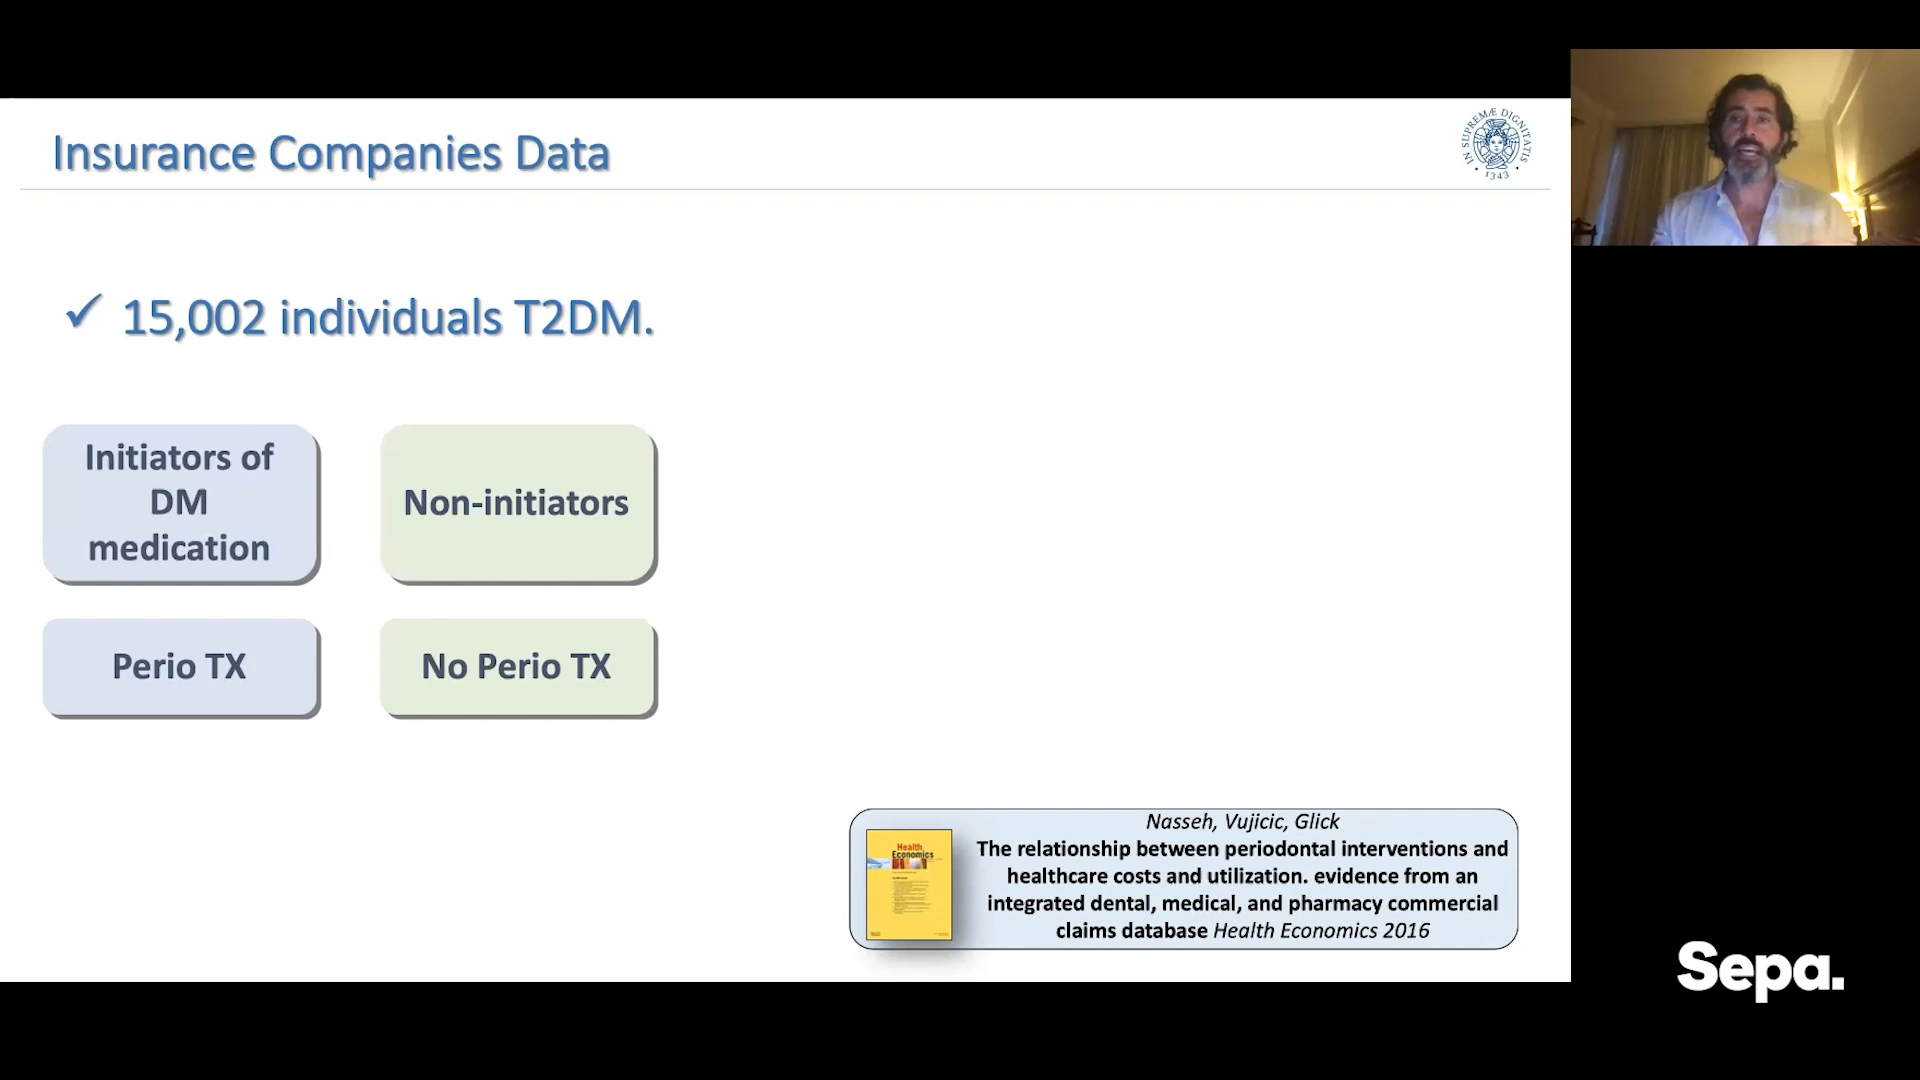 Insurance Companies Data
IN SUPREMÆ DIGNITATIS
• 1343 •
✓ 15,002 individuals T2DM.
Initiators of
DM
medication
Non-initiators
Perio TX
No Perio TX
Health
Economics
Nasseh, Vujicic, Glick
The relationship between periodontal interventions and
healthcare costs and utilization. evidence from an
integrated dental, medical, and pharmacy commercial
claims database Health Economics 2016
Sepa.